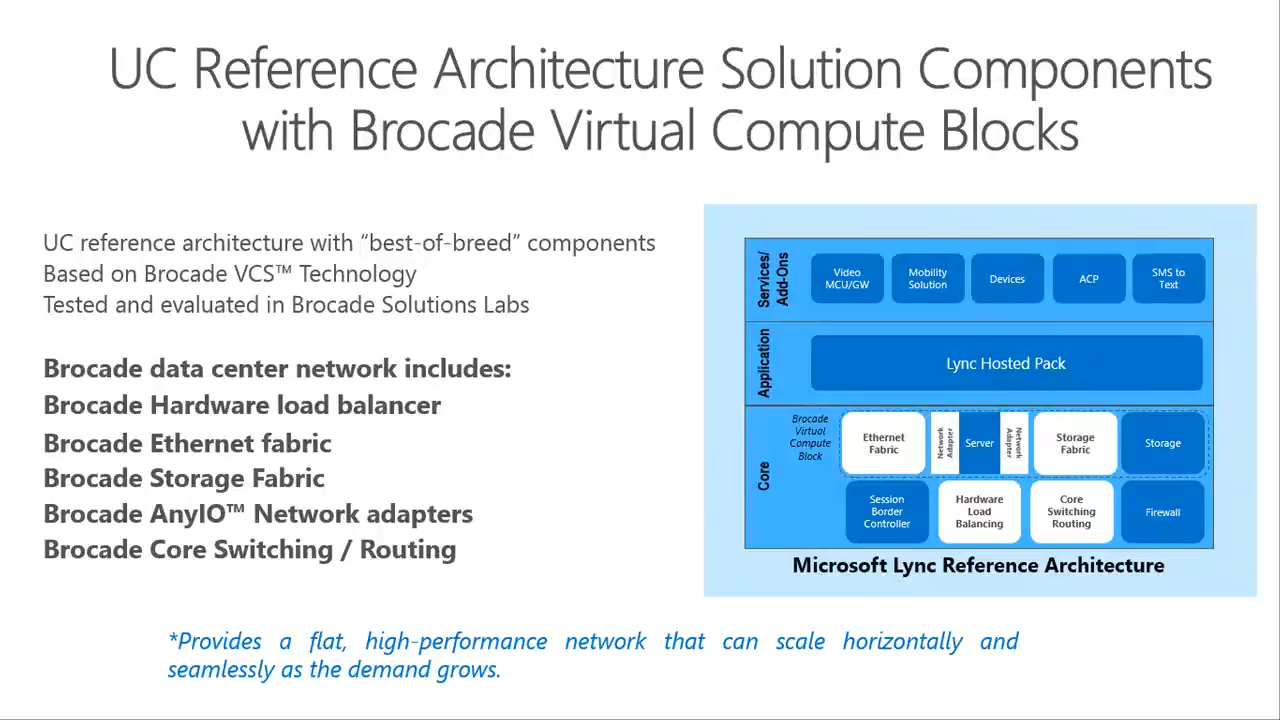 UC Reference Architecture Solution Components
with Brocade Virtual Compute Blocks
UC reference architecture with “best-of-breed” components
Based on Brocade VCS™ Technology
Tested and evaluated in Brocade Solutions Labs
Brocade data center network includes:
Brocade Hardware load balancer
Brocade Ethernet fabric
Brocade Storage Fabric
Brocade AnyIO™ Network adapters
Brocade Core Switching / Routing
Services/
Add-Ons
Video
MCU/GW
Mobility
Solution
Devices
ACP
SMS to
Text
Application
Lync Hosted Pack
Core
Brocade
Virtual
Compute
Block
Ethernet
Fabric
Network
Adapter
Server
Network
Adapter
Storage
Fabric
Storage
Session
Border
Controller
Hardware
Load
Balancing
Core
Switching
Routing
Firewall
Microsoft Lync Reference Architecture
*Provides a flat, high-performance network that can scale horizontally and
seamlessly as the demand grows.